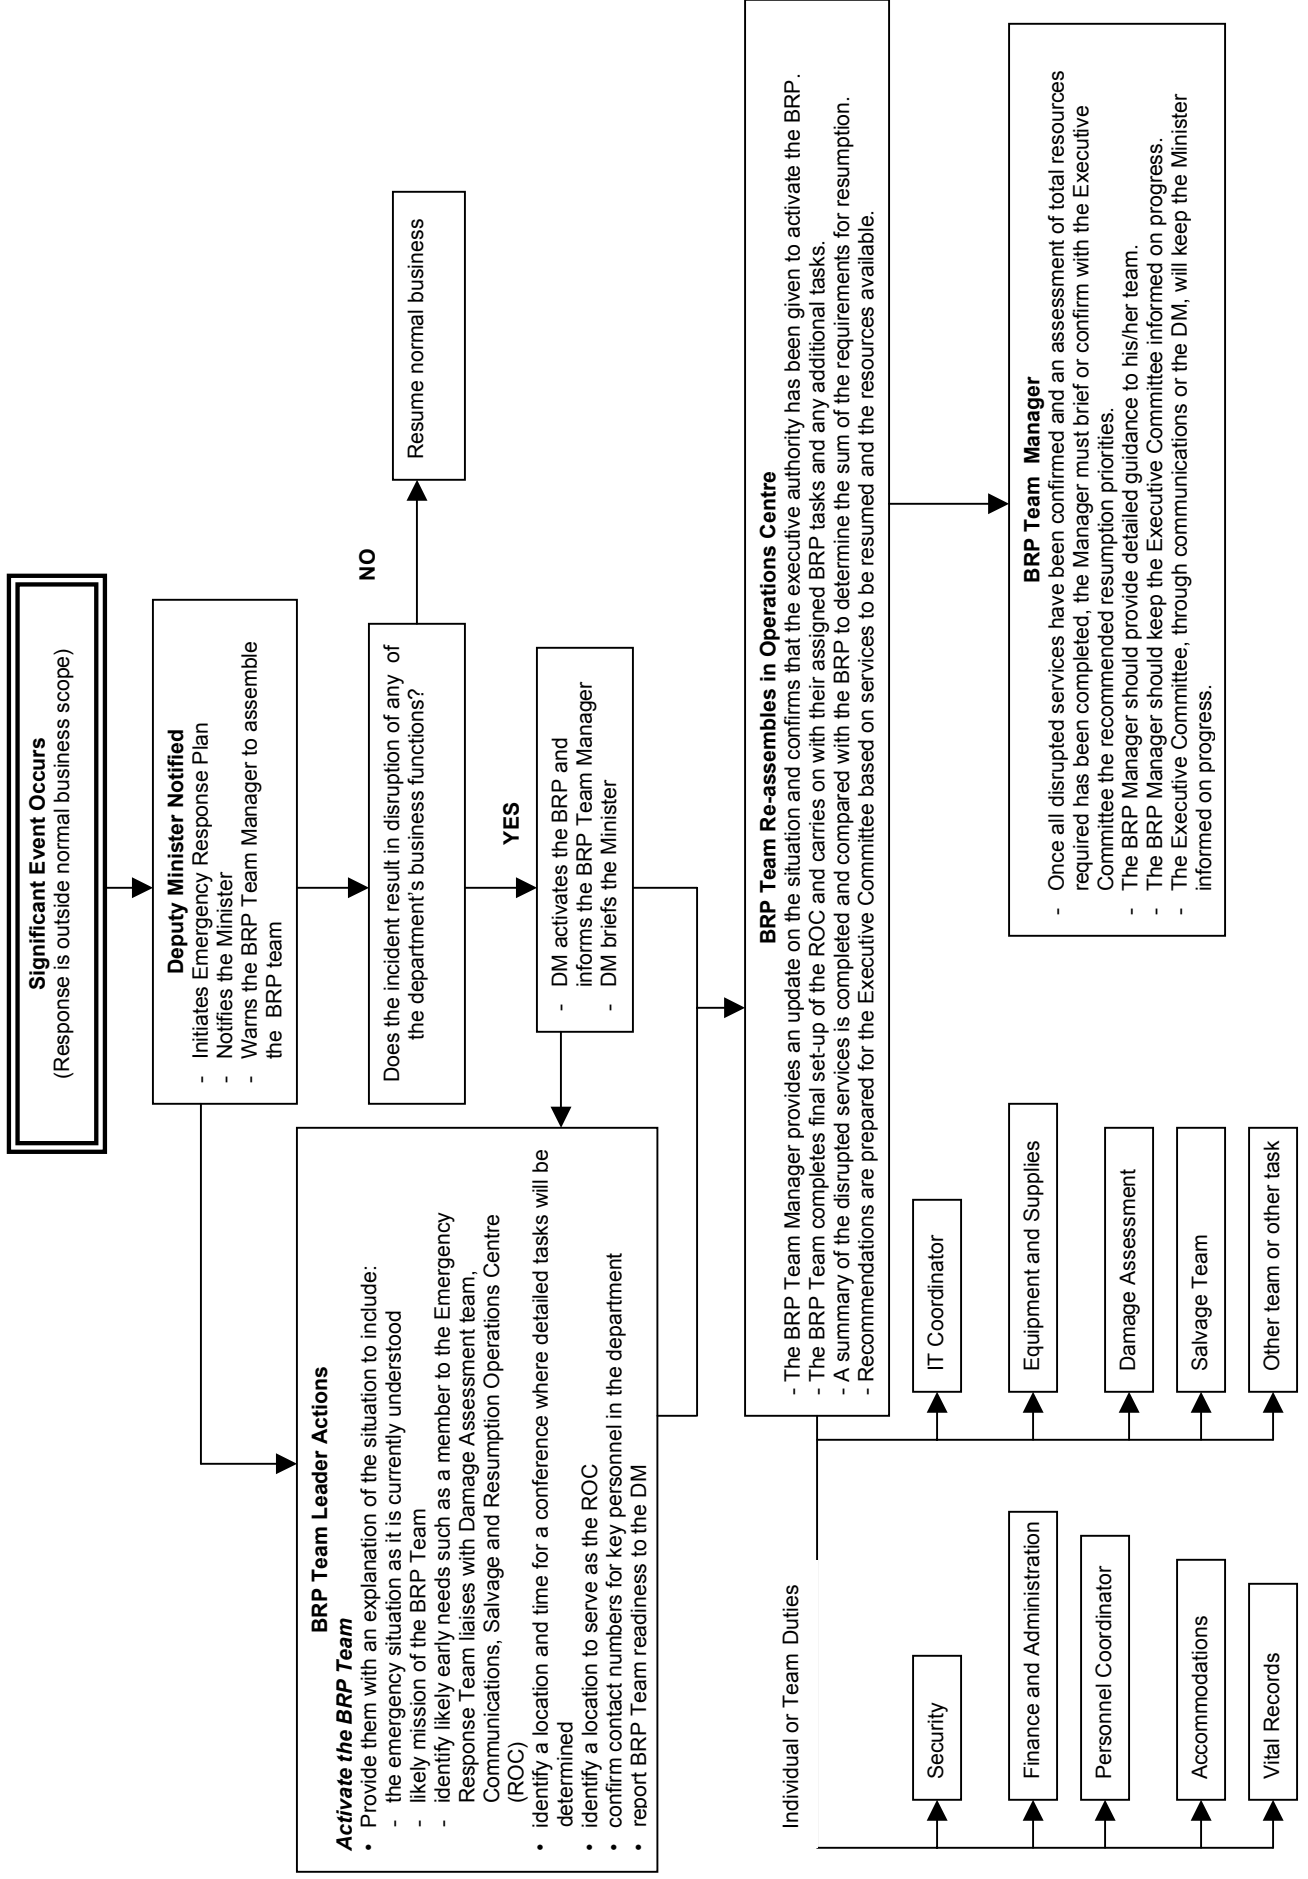 Significant Event Occurs
(Response is outside normal business scope)
Deputy Minister Notified
- Initiates Emergency Response Plan
- Notifies the Minister
- Warns the BRP Team Manager to assemble
the BRP team
Does the incident result in disruption of any of
the department's business functions?
NO
Resume normal business
YES
- DM activates the BRP and
informs the BRP Team Manager
- DM briefs the Minister
BRP Team Leader Actions
Activate the BRP Team
• Provide them with an explanation of the situation to include:
- the emergency situation as it is currently understood
- likely mission of the BRP Team
- identify likely early needs such as a member to the Emergency
Response Team liaises with Damage Assessment team,
Communications, Salvage and Resumption Operations Centre
(ROC)
• identify a location and time for a conference where detailed tasks will be
determined
• identify a location to serve as the ROC
• confirm contact numbers for key personnel in the department
• report BRP Team readiness to the DM
BRP Team Re-assembles in Operations Centre
- The BRP Team Manager provides an update on the situation and confirms that the executive authority has been given to activate the BRP.
- The BRP Team completes final set-up of the ROC and carries on with their assigned BRP tasks and any additional tasks.
- A summary of the disrupted services is completed and compared with the BRP to determine the sum of the requirements for resumption.
- Recommendations are prepared for the Executive Committee based on services to be resumed and the resources available.
Individual or Team Duties
Security
Finance and Administration
Personnel Coordinator
Accommodations
Vital Records
IT Coordinator
Equipment and Supplies
Damage Assessment
Salvage Team
Other team or other task
BRP Team Manager
- Once all disrupted services have been confirmed and an assessment of total resources
required has been completed, the Manager must brief or confirm with the Executive
Committee the recommended resumption priorities.
- The BRP Manager should provide detailed guidance to his/her team.
- The BRP Manager should keep the Executive Committee informed on progress.
- The Executive Committee, through communications or the DM, will keep the Minister
informed on progress.